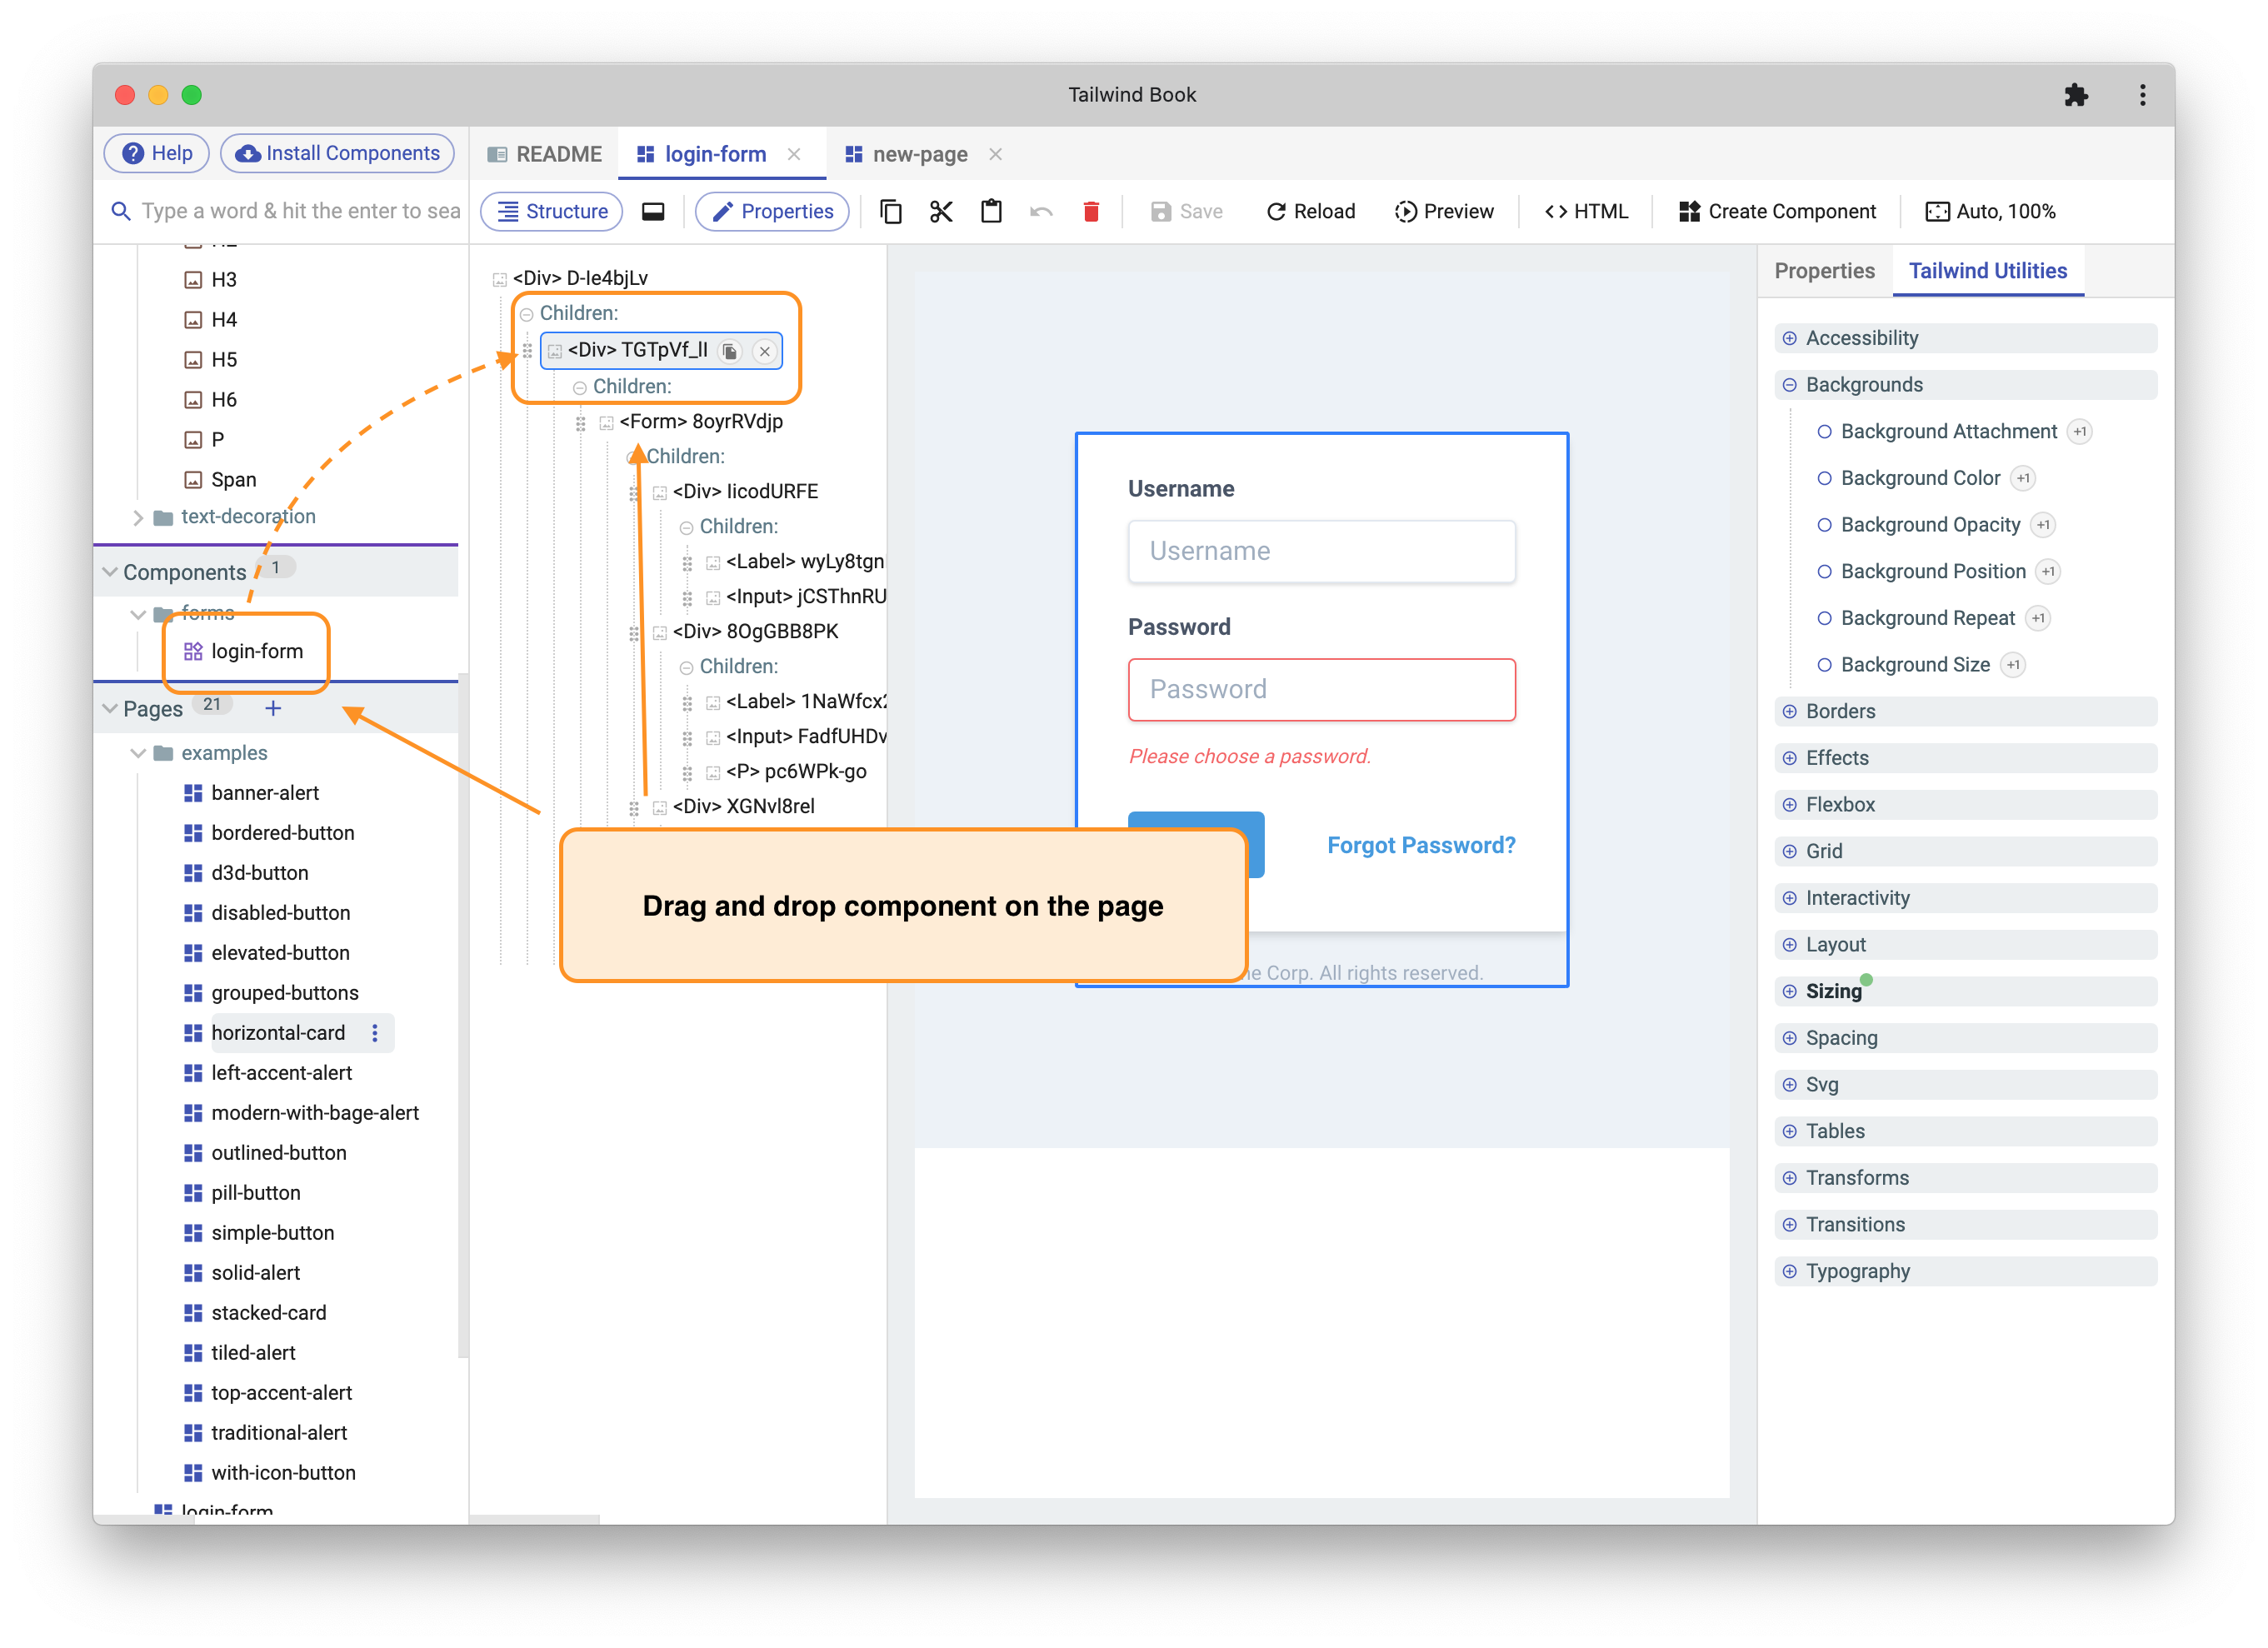 Tailwind Book
Help
Install Components
README
login-form
new-page
Type a word & hit the enter to sea
Structure
Properties
Save
Reload
Preview
HTML
Create Component
Auto, 100%
H3
H4
H5
H6
P
Span
text-decoration
Components 1
forms
login-form
Pages 21 +
examples
banner-alert
bordered-button
d3d-button
disabled-button
elevated-button
grouped-buttons
horizontal-card
left-accent-alert
modern-with-bage-alert
outlined-button
pill-button
simple-button
solid-alert
stacked-card
tiled-alert
top-accent-alert
traditional-alert
with-icon-button
login-form
<Div> D-Ie4bjLv
Children:
<Div> TGTpVf_lI
Children:
<Form> 8oyrRVdjp
Children:
<Div> IicodURFE
Children:
<Label> wyLy8tgn
<Input> jCSThnRU
<Div> 8OgGBB8PK
Children:
<Label> 1NaWfcx2
<Input> FadfUHDv
<P> pc6WPk-go
<Div> XGNvl8rel
Drag and drop component on the page
Username
Username
Password
Password
Please choose a password.
Forgot Password?
Corp. All rights reserved.
Properties
Tailwind Utilities
Accessibility
Backgrounds
Background Attachment +1
Background Color +1
Background Opacity +1
Background Position +1
Background Repeat +1
Background Size +1
Borders
Effects
Flexbox
Grid
Interactivity
Layout
Sizing
Spacing
Svg
Tables
Transforms
Transitions
Typography